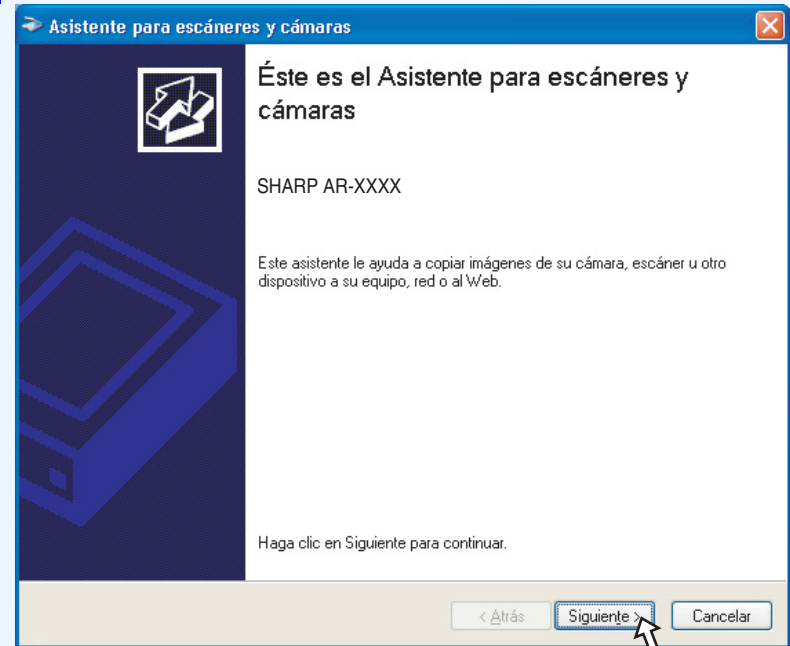 Asistente para escáneres y cámaras
Éste es el Asistente para escáneres y
cámaras
SHARP AR-XXXX
Este asistente le ayuda a copiar imágenes de su cámara, escáner u otro
dispositivo a su equipo, red o al Web.
Haga clic en Siguiente para continuar.
< Atrás
Siguiente >
Cancelar